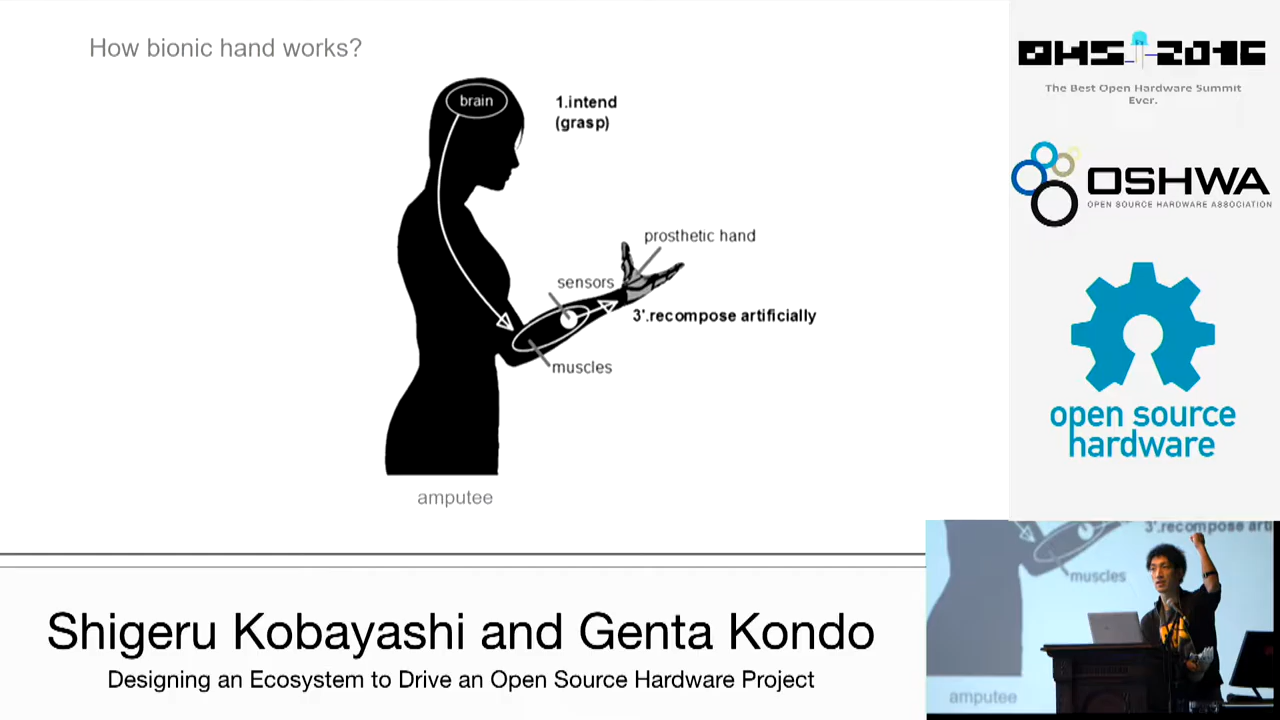 How bionic hand works?
brain
1.intend
(grasp)
prosthetic hand
sensors
3'.recompose artificially
muscles
amputee
OHS 2016
The Best Open Hardware Summit
Ever.
OSHWA
OPEN SOURCE HARDWARE ASSOCIATION
open source
hardware
3'.recompose arti
muscles
amputee
Shigeru Kobayashi and Genta Kondo
Designing an Ecosystem to Drive an Open Source Hardware Project